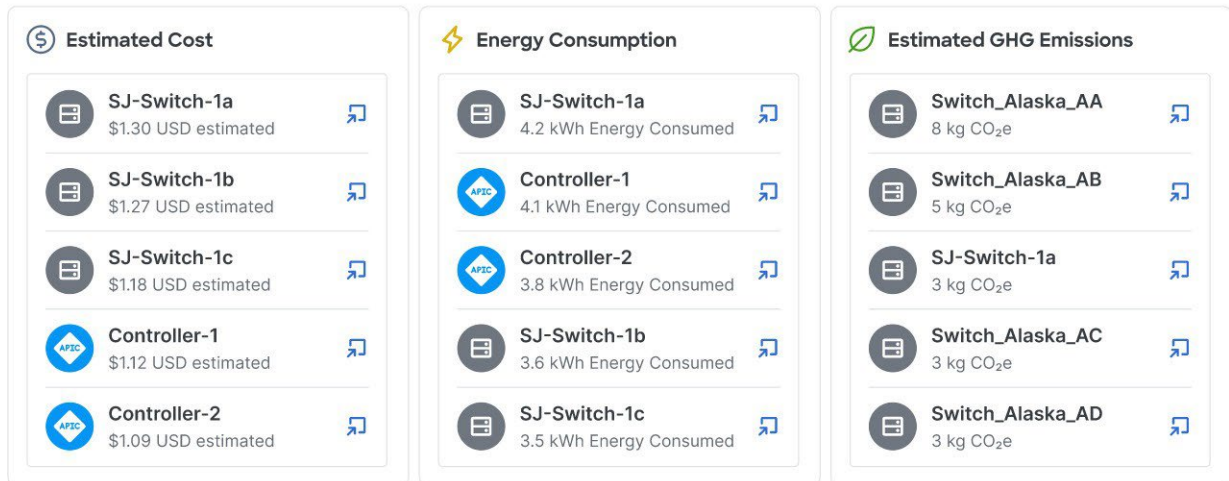 Estimated Cost
SJ-Switch-1a
$1.30 USD estimated
SJ-Switch-1b
$1.27 USD estimated
SJ-Switch-1c
$1.18 USD estimated
APIC
Controller-1
$1.12 USD estimated
APIC
Controller-2
$1.09 USD estimated
Energy Consumption
SJ-Switch-1a
4.2 kWh Energy Consumed
APIC
Controller-1
4.1 kWh Energy Consumed
APIC
Controller-2
3.8 kWh Energy Consumed
SJ-Switch-1b
3.6 kWh Energy Consumed
SJ-Switch-1c
3.5 kWh Energy Consumed
Estimated GHG Emissions
Switch_Alaska_AA
8 kg CO₂e
Switch_Alaska_AB
5 kg CO₂e
SJ-Switch-1a
3 kg CO₂e
Switch_Alaska_AC
3 kg CO₂e
Switch_Alaska_AD
3 kg CO₂e